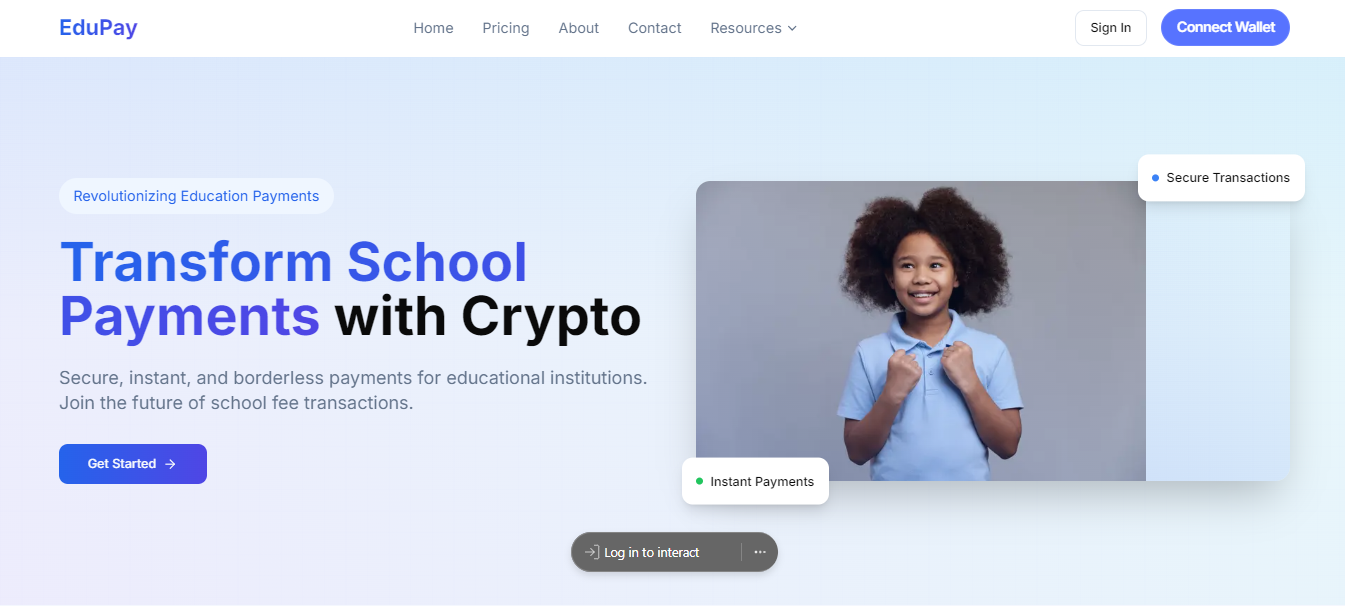 EduPay
Home
Pricing
About
Contact
Resources
Sign In
Connect Wallet
Revolutionizing Education Payments
Transform School
Payments with Crypto
Secure, instant, and borderless payments for educational institutions.
Join the future of school fee transactions.
Get Started
Secure Transactions
Instant Payments
Log in to interact